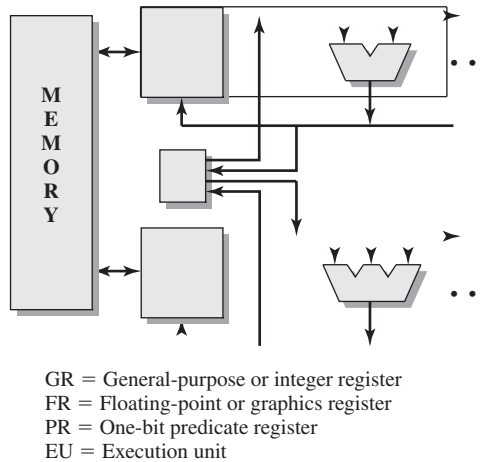 MEMORY
GR = General-purpose or integer register
FR = Floating-point or graphics register
PR = One-bit predicate register
EU = Execution unit